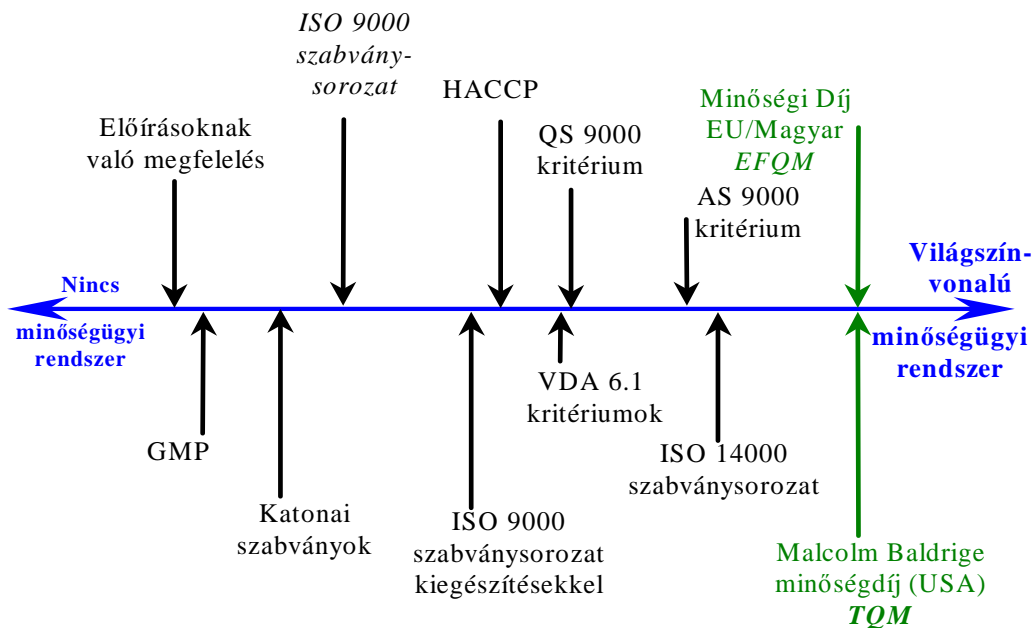 ISO 9000
szabvány-
sorozat
HACCP
Minőségi Díj
EU/Magyar
EFQM
Előírásoknak
való megfelelés
QS 9000
kritérium
AS 9000
kritérium
Nincs
minőségügyi
rendszer
Világszín-
vonalú
minőségügyi
rendszer
GMP
Katonai
szabványok
ISO 9000
szabványsorozat
kiegészítésekkel
VDA 6.1
kritériumok
ISO 14000
szabványsorozat
Malcolm Baldrige
minőségdíj (USA)
TQM